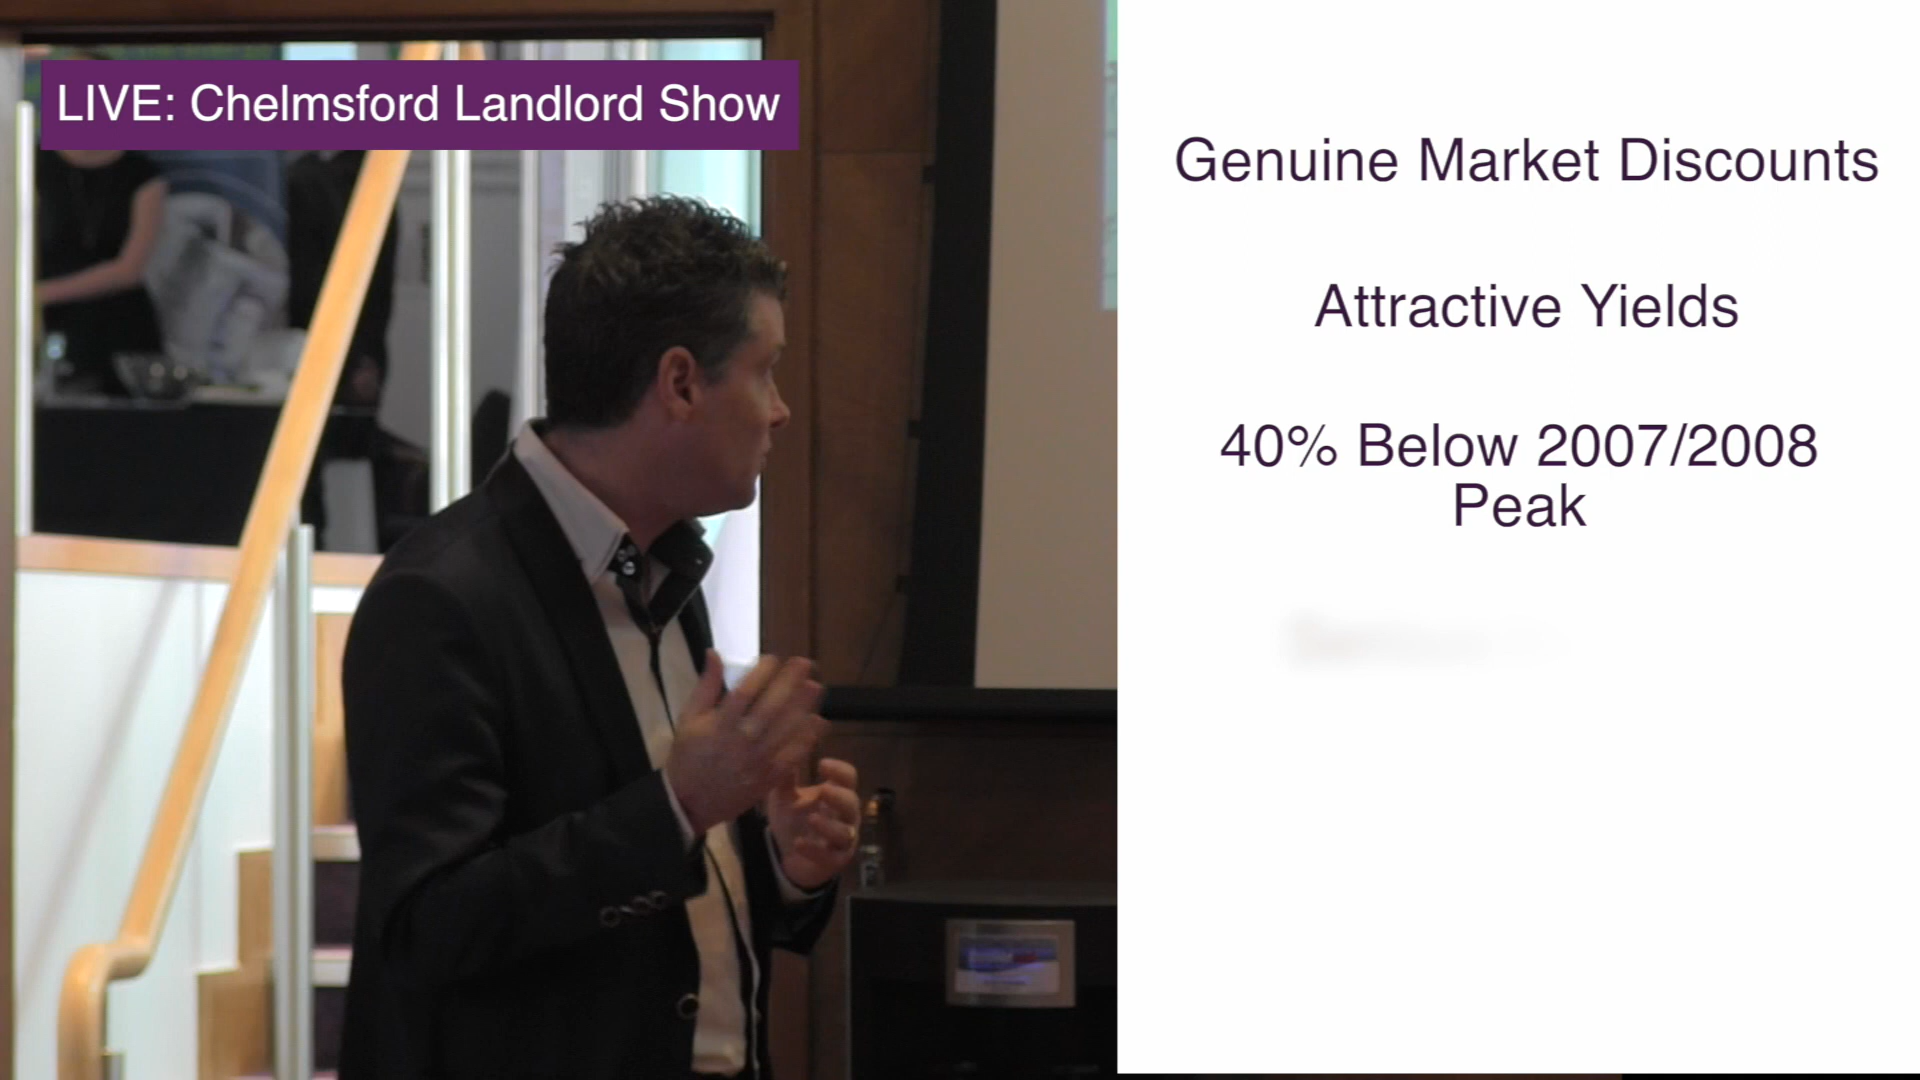 LIVE: Chelmsford Landlord Show
Genuine Market Discounts
Attractive Yields
40% Below 2007/2008
Peak